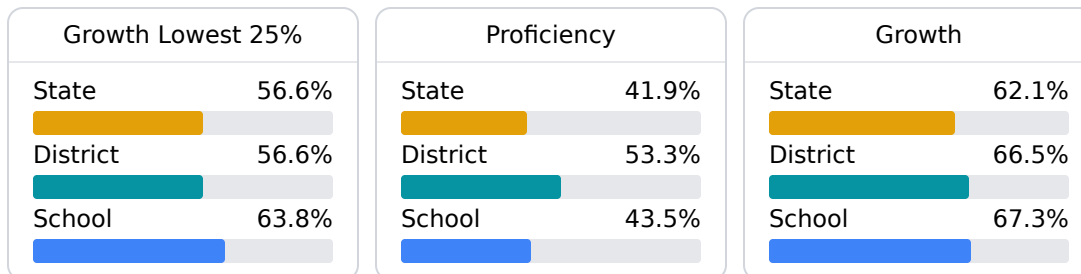 Growth Lowest 25%
State 56.6%
District 56.6%
School 63.8%
Proficiency
State 41.9%
District 53.3%
School 43.5%
Growth
State 62.1%
District 66.5%
School 67.3%